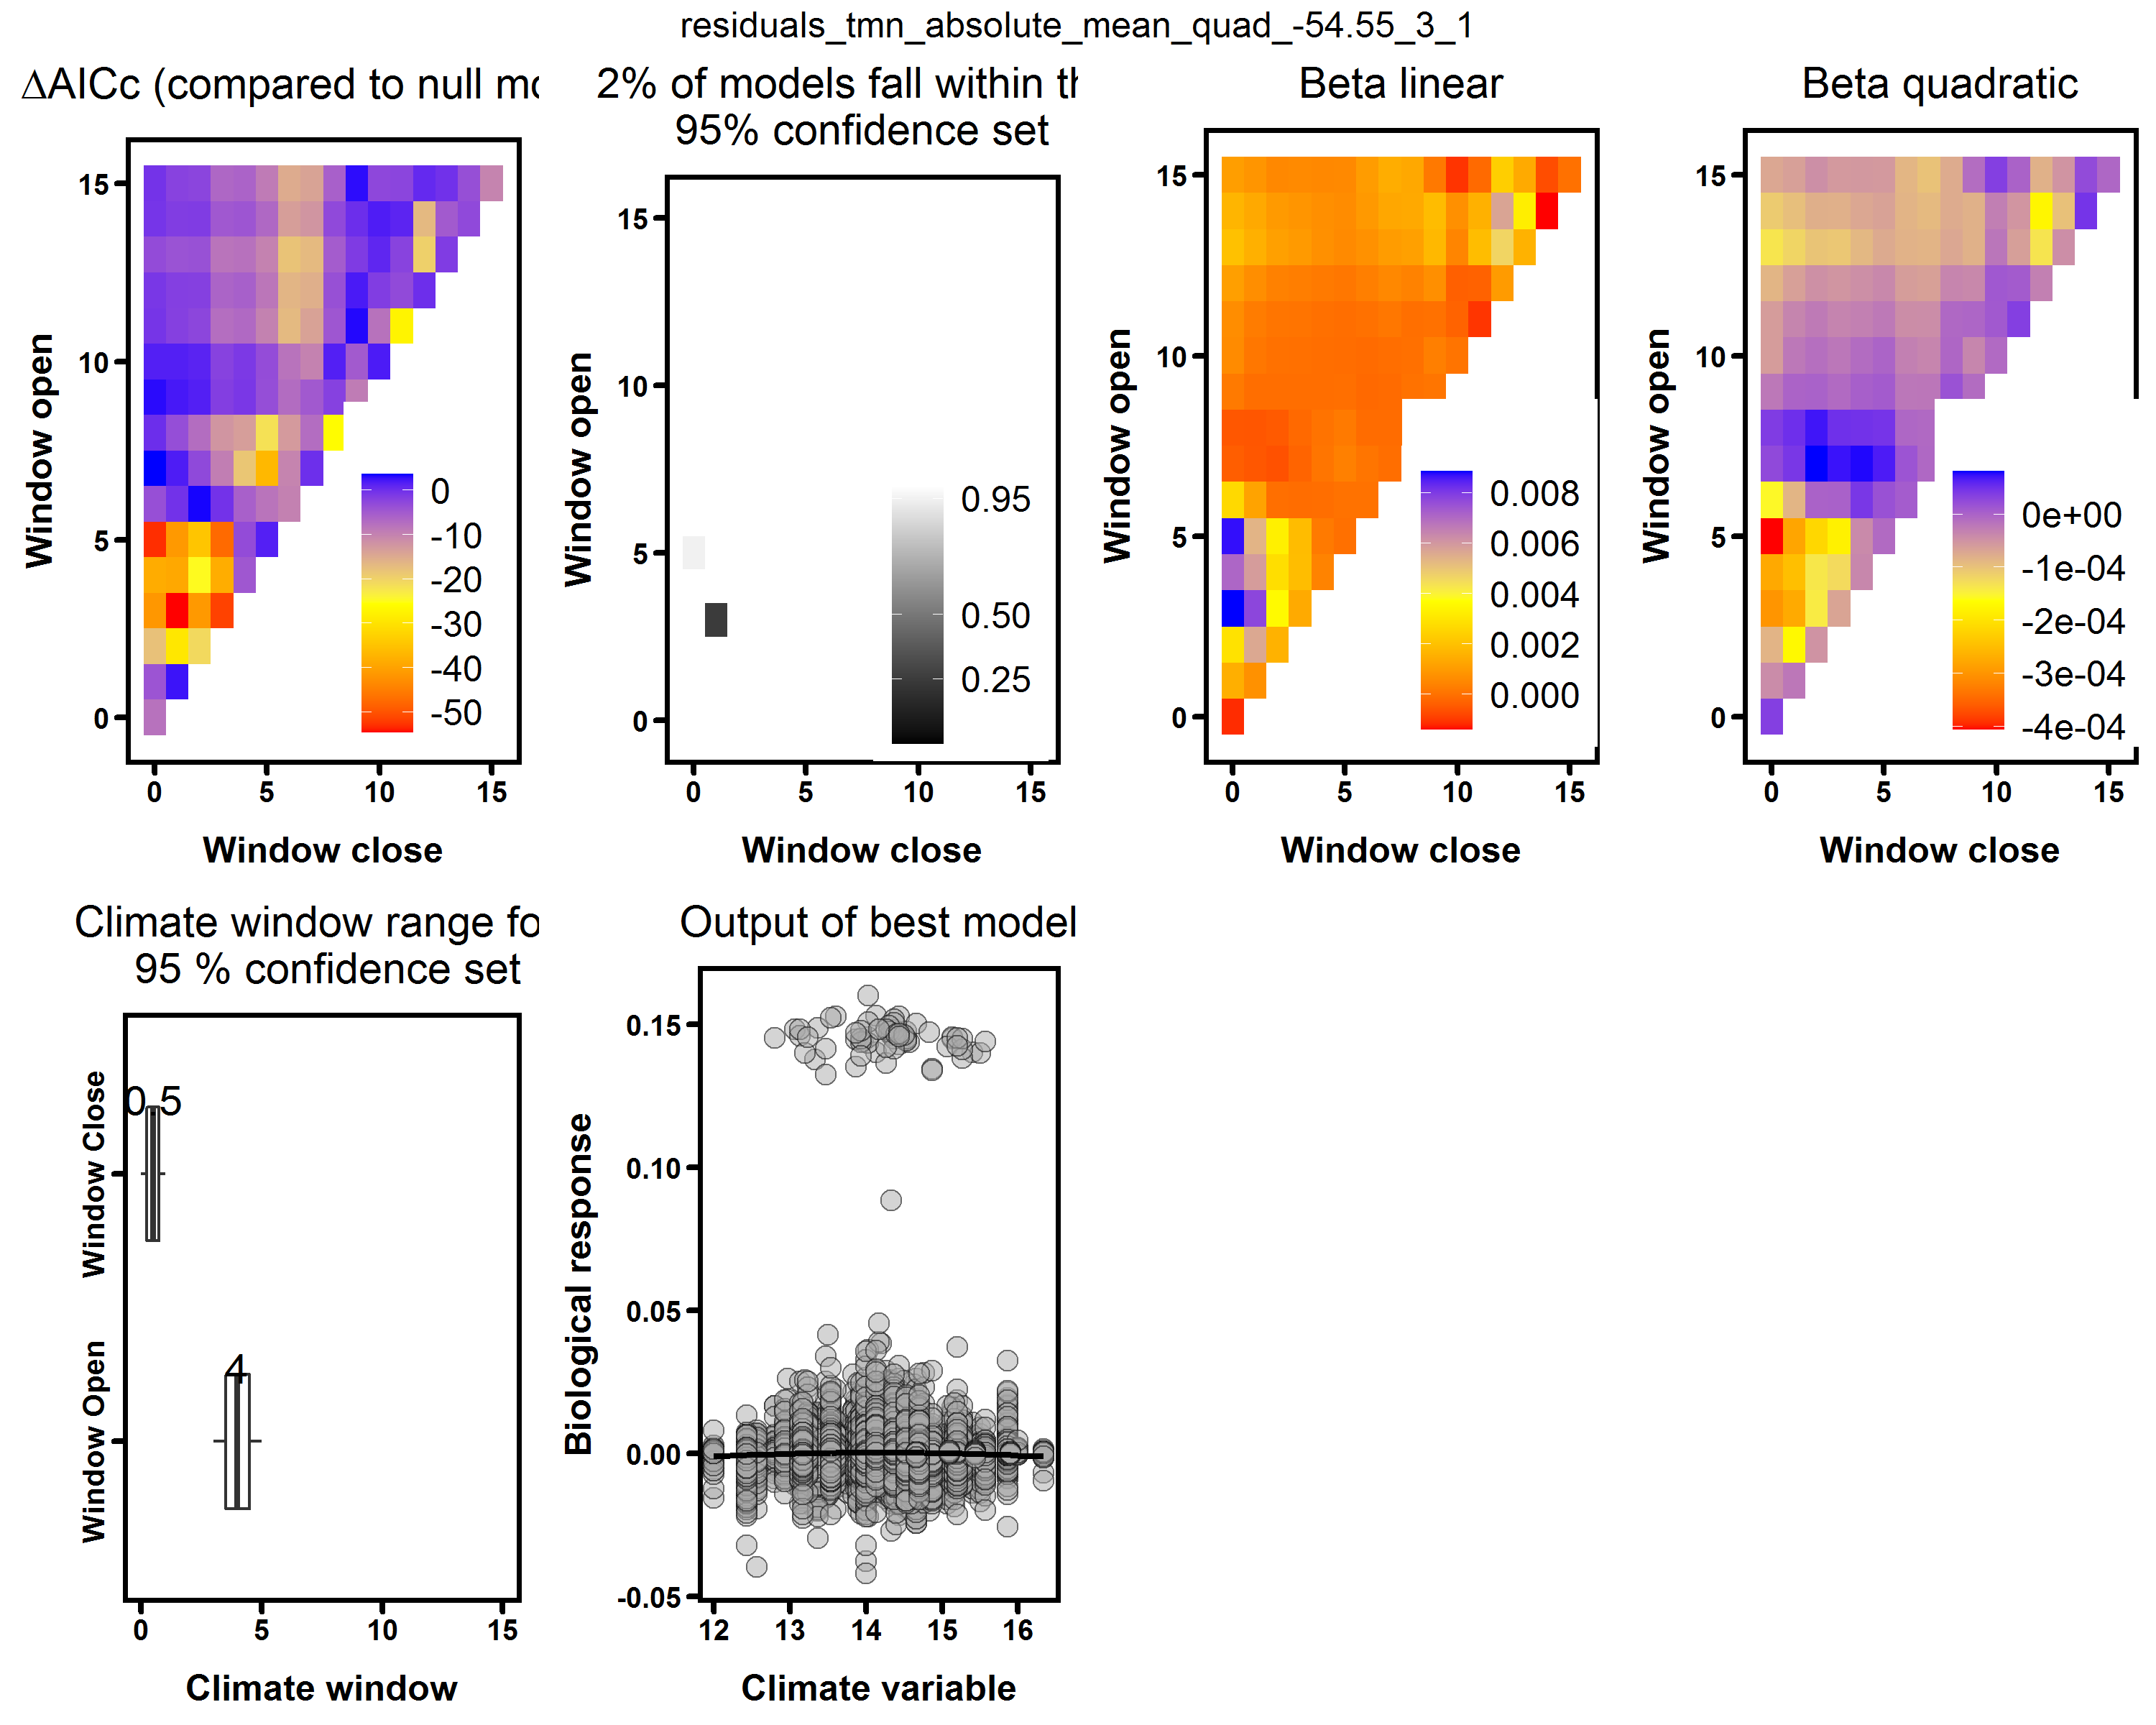 residuals_tmn_absolute_mean_quad_-54.55_3_1
ΔAICc (compared to null mo
15
10
5
0
0
5
10
15
Window open
Window close
0
-10
-20
-30
-40
-50
2% of models fall within th
95% confidence set
15
10
5
0
0
5
10
15
Window open
Window close
0.95
0.50
0.25
Beta linear
15
10
5
0
0
5
10
15
Window open
Window close
0.008
0.006
0.004
0.002
0.000
Beta quadratic
15
10
5
0
0
5
10
15
Window open
Window close
0e+00
-1e-04
-2e-04
-3e-04
-4e-04
Climate window range fo
95 % confidence set
Window Close
Window Open
0.5
4
0
5
10
15
Climate window
Output of best model
Biological response
0.15
0.10
0.05
0.00
-0.05
12
13
14
15
16
Climate variable